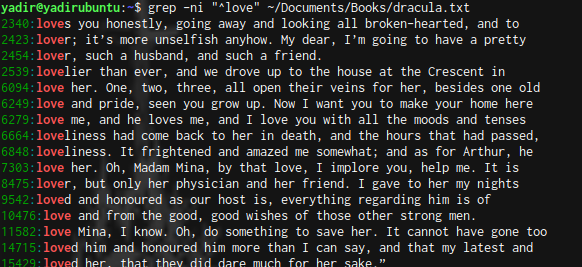 yadir@yadirubuntu:~$ grep -ni "^love" ~/Documents/Books/dracula.txt
2340:loves you honestly, going away and looking all broken-hearted, and to
2423:lover; it's more unselfish anyhow. My dear, I'm going to have a pretty
2454:lover, such a husband, and such a friend.
2539:lovelier than ever, and we drove up to the house at the Crescent in
6094:love her. One, two, three, all open their veins for her, besides one old
6249:love and pride, seen you grow up. Now I want you to make your home here
6279:love me, and he loves me, and I love you with all the moods and tenses
6664:loveliness had come back to her in death, and the hours that had passed,
6848:loveliness. It frightened and amazed me somewhat; and as for Arthur, he
7303:love her. Oh, Madam Mina, by that love, I implore you, help me. It is
8475:lover, but only her physician and her friend. I gave to her my nights
9542:loved and honoured as our host is, everything regarding him is of
10476:love and from the good, good wishes of those other strong men.
11582:love Mina, I know. Oh, do something to save her. It cannot have gone too
14715:loved him and honoured him more than I can say, and that my latest and
15429:loved her, that they did dare much for her sake."